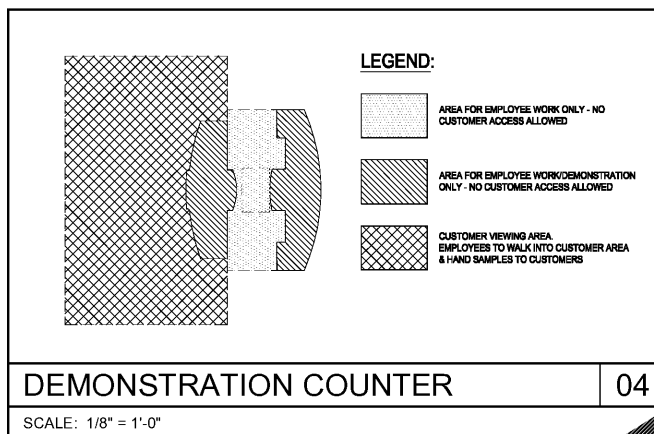 LEGEND:
AREA FOR EMPLOYEE WORK ONLY - NO
CUSTOMER ACCESS ALLOWED
AREA FOR EMPLOYEE WORK/DEMONSTRATION
ONLY - NO CUSTOMER ACCESS ALLOWED
CUSTOMER VIEWING AREA.
EMPLOYEES TO WALK INTO CUSTOMER AREA
& HAND SAMPLES TO CUSTOMERS
DEMONSTRATION COUNTER
04
SCALE: 1/8" = 1'-0"